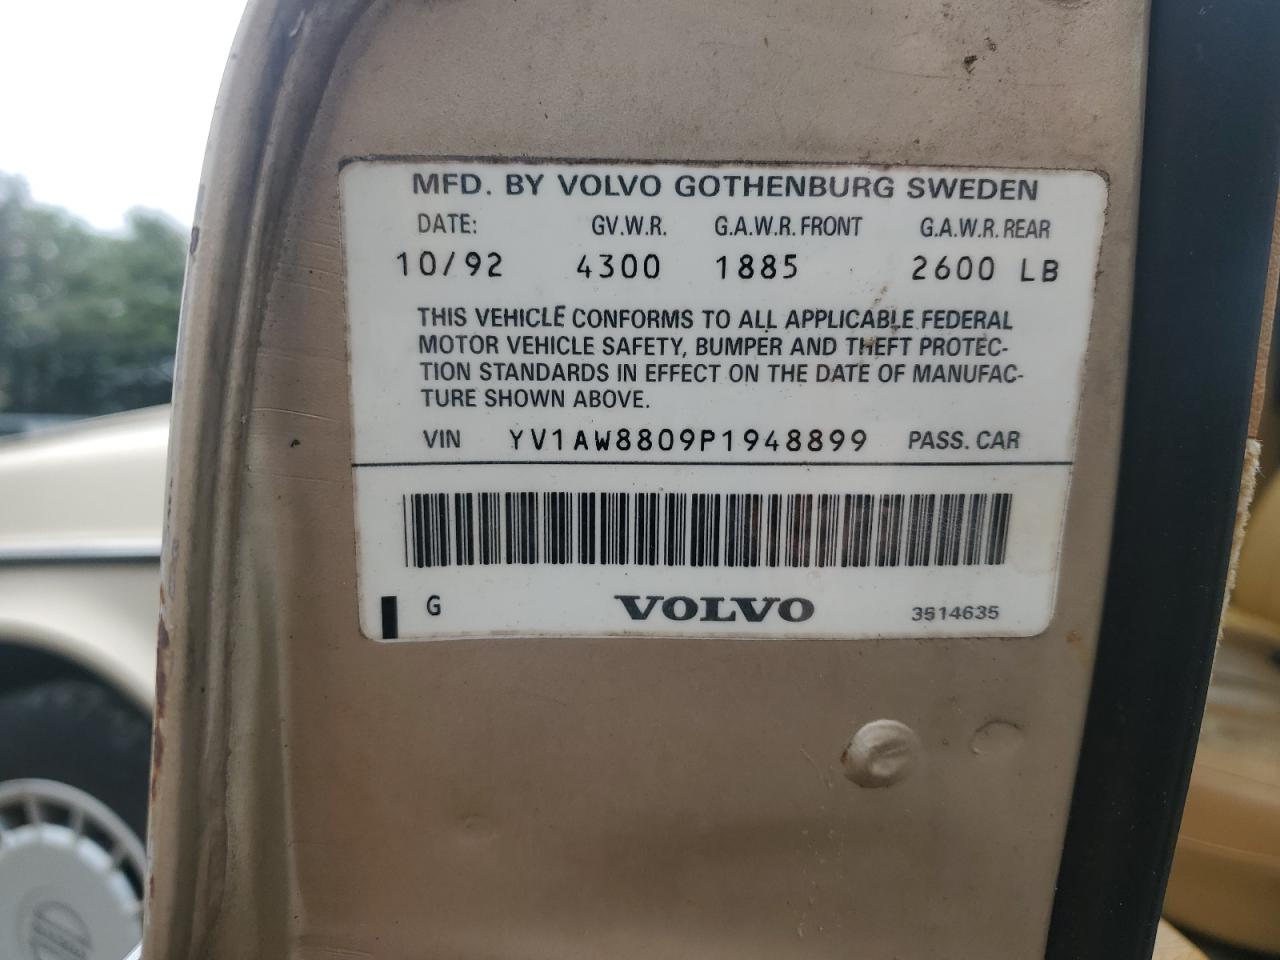 MFD. BY VOLVO GOTHENBURG SWEDEN
DATE: GV.W.R. G.A.W.R. FRONT G.A.W.R. REAR
10/92 4300 1885 2600 LB
THIS VEHICLE CONFORMS TO ALL APPLICABLE FEDERAL
MOTOR VEHICLE SAFETY, BUMPER AND THEFT PROTEC-
TION STANDARDS IN EFFECT ON THE DATE OF MANUFAC-
TURE SHOWN ABOVE.
VIN YV1AW8809P1948899 PASS. CAR
G VOLVO 3514635